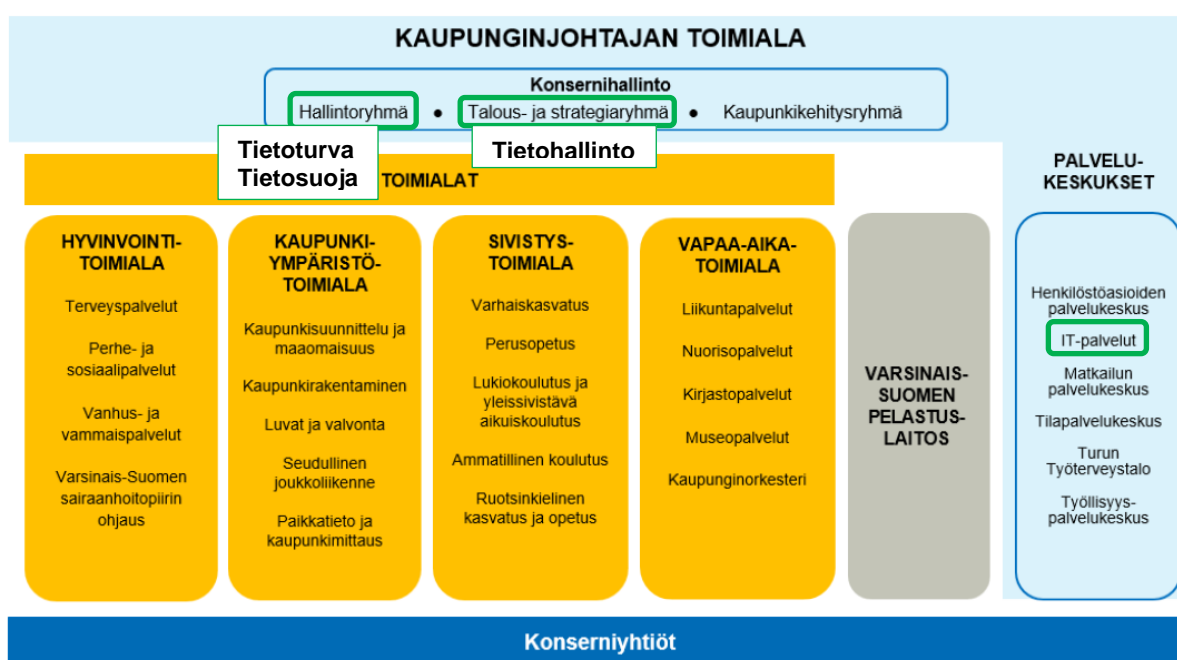 KAUPUNGINJOHTAJAN TOIMIALA
Konsernihallinto
Hallintoryhmä ● Talous- ja strategiaryhmä ● Kaupunkikehitysryhmä
Tietoturva
Tietosuoja
Tietohallinto
TOIMIALAT
PALVELU-
KESKUKSET
HYVINVOINTI-
TOIMIALA
Terveyspalvelut
Perhe- ja
sosiaalipalvelut
Vanhus- ja
vammaispalvelut
Varsinais-Suomen
sairaanhoitopiirin
ohjaus
KAUPUNKI-
YMPÄRISTÖ-
TOIMIALA
Kaupunkisuunnittelu ja
maaomaisuus
Kaupunkirakentaminen
Luvat ja valvonta
Seudullinen
joukkoliikenne
Paikkatieto ja
kaupunkimittaus
SIVISTYS-
TOIMIALA
Varhaiskasvatus
Perusopetus
Lukiokoulutus ja
yleissivistävä
aikuiskoulutus
Ammatillinen koulutus
Ruotsinkielinen
kasvatus ja opetus
VAPAA-AIKA-
TOIMIALA
Liikuntapalvelut
Nuorisopalvelut
Kirjastopalvelut
Museopalvelut
Kaupunginorkesteri
VARSINAIS-
SUOMEN
PELASTUS-
LAITOS
Henkilöstöasioiden
palvelukeskus
IT-palvelut
Matkailun
palvelukeskus
Tilapalvelukeskus
Turun
Työterveystalo
Työllisyys-
palvelukeskus
Konserniyhtiöt